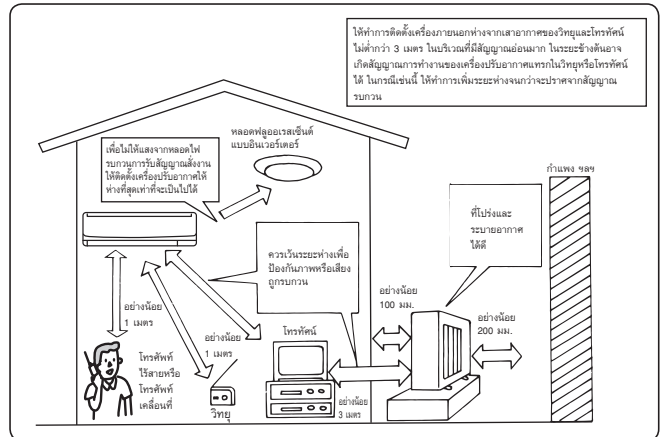 ให้ทำการติดตั้งเครื่องภายนอกห่างจากเสาอากาศของวิทยุและโทรทัศน์
ไม่ต่ำกว่า 3 เมตร ในบริเวณที่มีสัญญาณอ่อนมาก ในระยะข้างต้นอาจ
เกิดสัญญาณการทำงานของเครื่องปรับอากาศแทรกในวิทยุหรือโทรทัศน์
ได้ ในกรณีเช่นนี้ ให้ทำการเพิ่มระยะห่างจนกว่าจะปราศจากสัญญาณ
รบกวน
หลอดฟลูออเรสเซ็นต์
แบบอินเวอร์เตอร์
เพื่อไม่ให้แสงจากหลอดไฟ
รบกวนการรับสัญญาณสั่งงาน
ให้ติดตั้งเครื่องปรับอากาศให้
ห่างที่สุดเท่าที่จะเป็นไปได้
กำแพง ฯลฯ
ที่โปร่งและ
ระบายอากาศ
ได้ดี
ควรเว้นระยะห่างเพื่อ
ป้องกันภาพหรือเสียง
ถูกรบกวน
อย่างน้อย
100 มม.
อย่างน้อย
200 มม.
อย่างน้อย
1 เมตร
อย่างน้อย
1 เมตร
โทรทัศน์
โทรศัพท์
ไร้สายหรือ
โทรศัพท์
เคลื่อนที่
วิทยุ
อย่างน้อย
3 เมตร